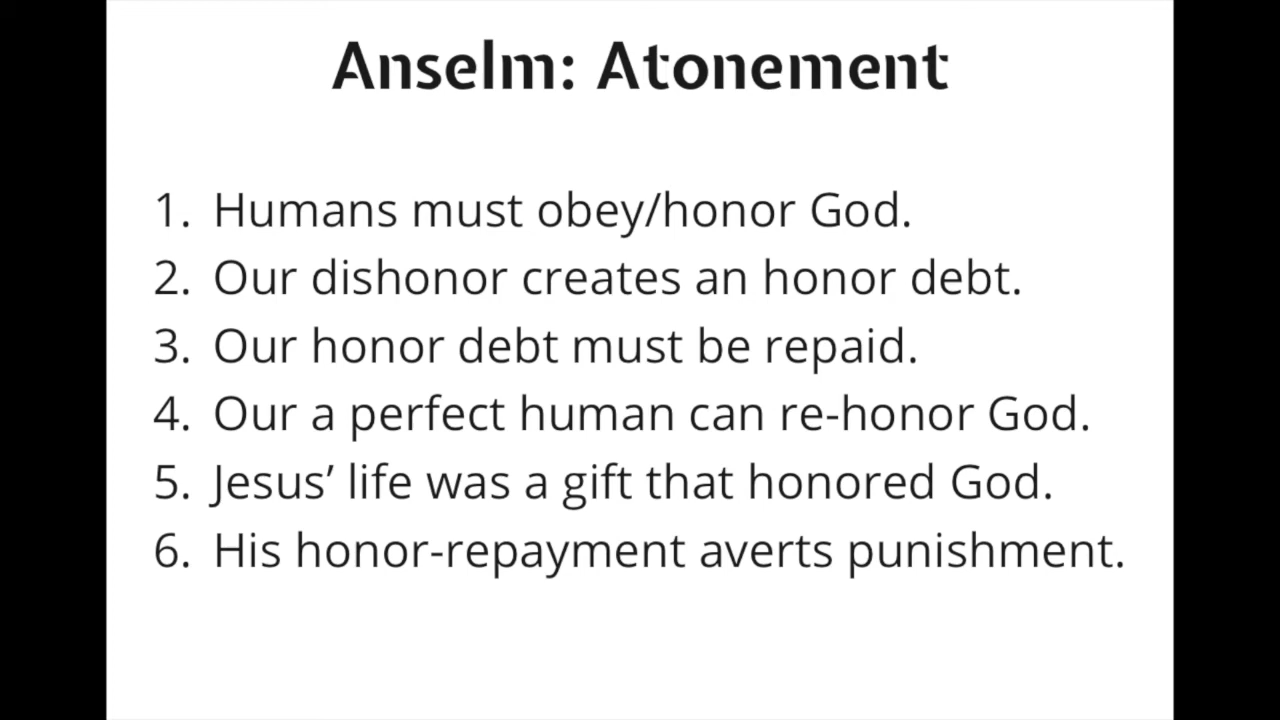 Anselm: Atonement
1. Humans must obey/honor God.
2. Our dishonor creates an honor debt.
3. Our honor debt must be repaid.
4. Our a perfect human can re-honor God.
5. Jesus’ life was a gift that honored God.
6. His honor-repayment averts punishment.